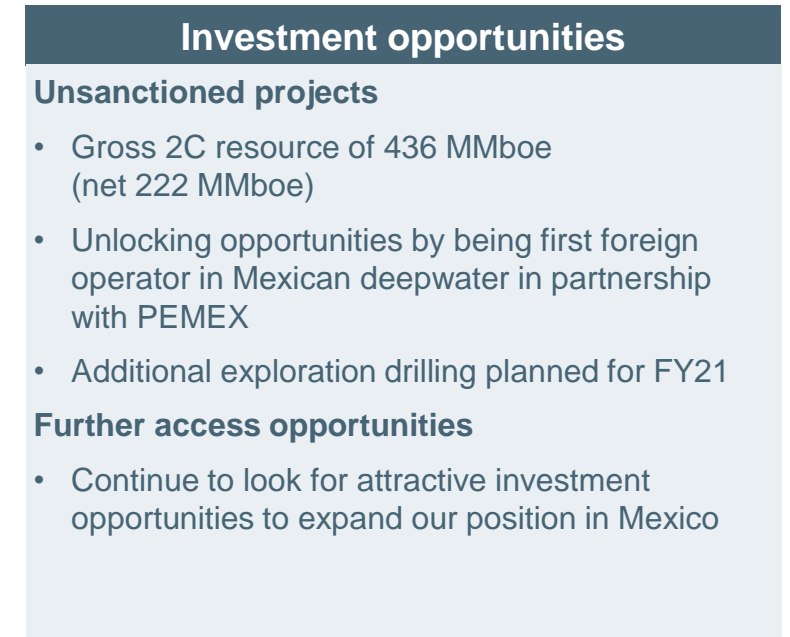 Investment opportunities
Unsanctioned projects
• Gross 2C resource of 436 MMboe
(net 222 MMboe)
• Unlocking opportunities by being first foreign
operator in Mexican deepwater in partnership
with PEMEX
• Additional exploration drilling planned for FY21
Further access opportunities
• Continue to look for attractive investment
opportunities to expand our position in Mexico